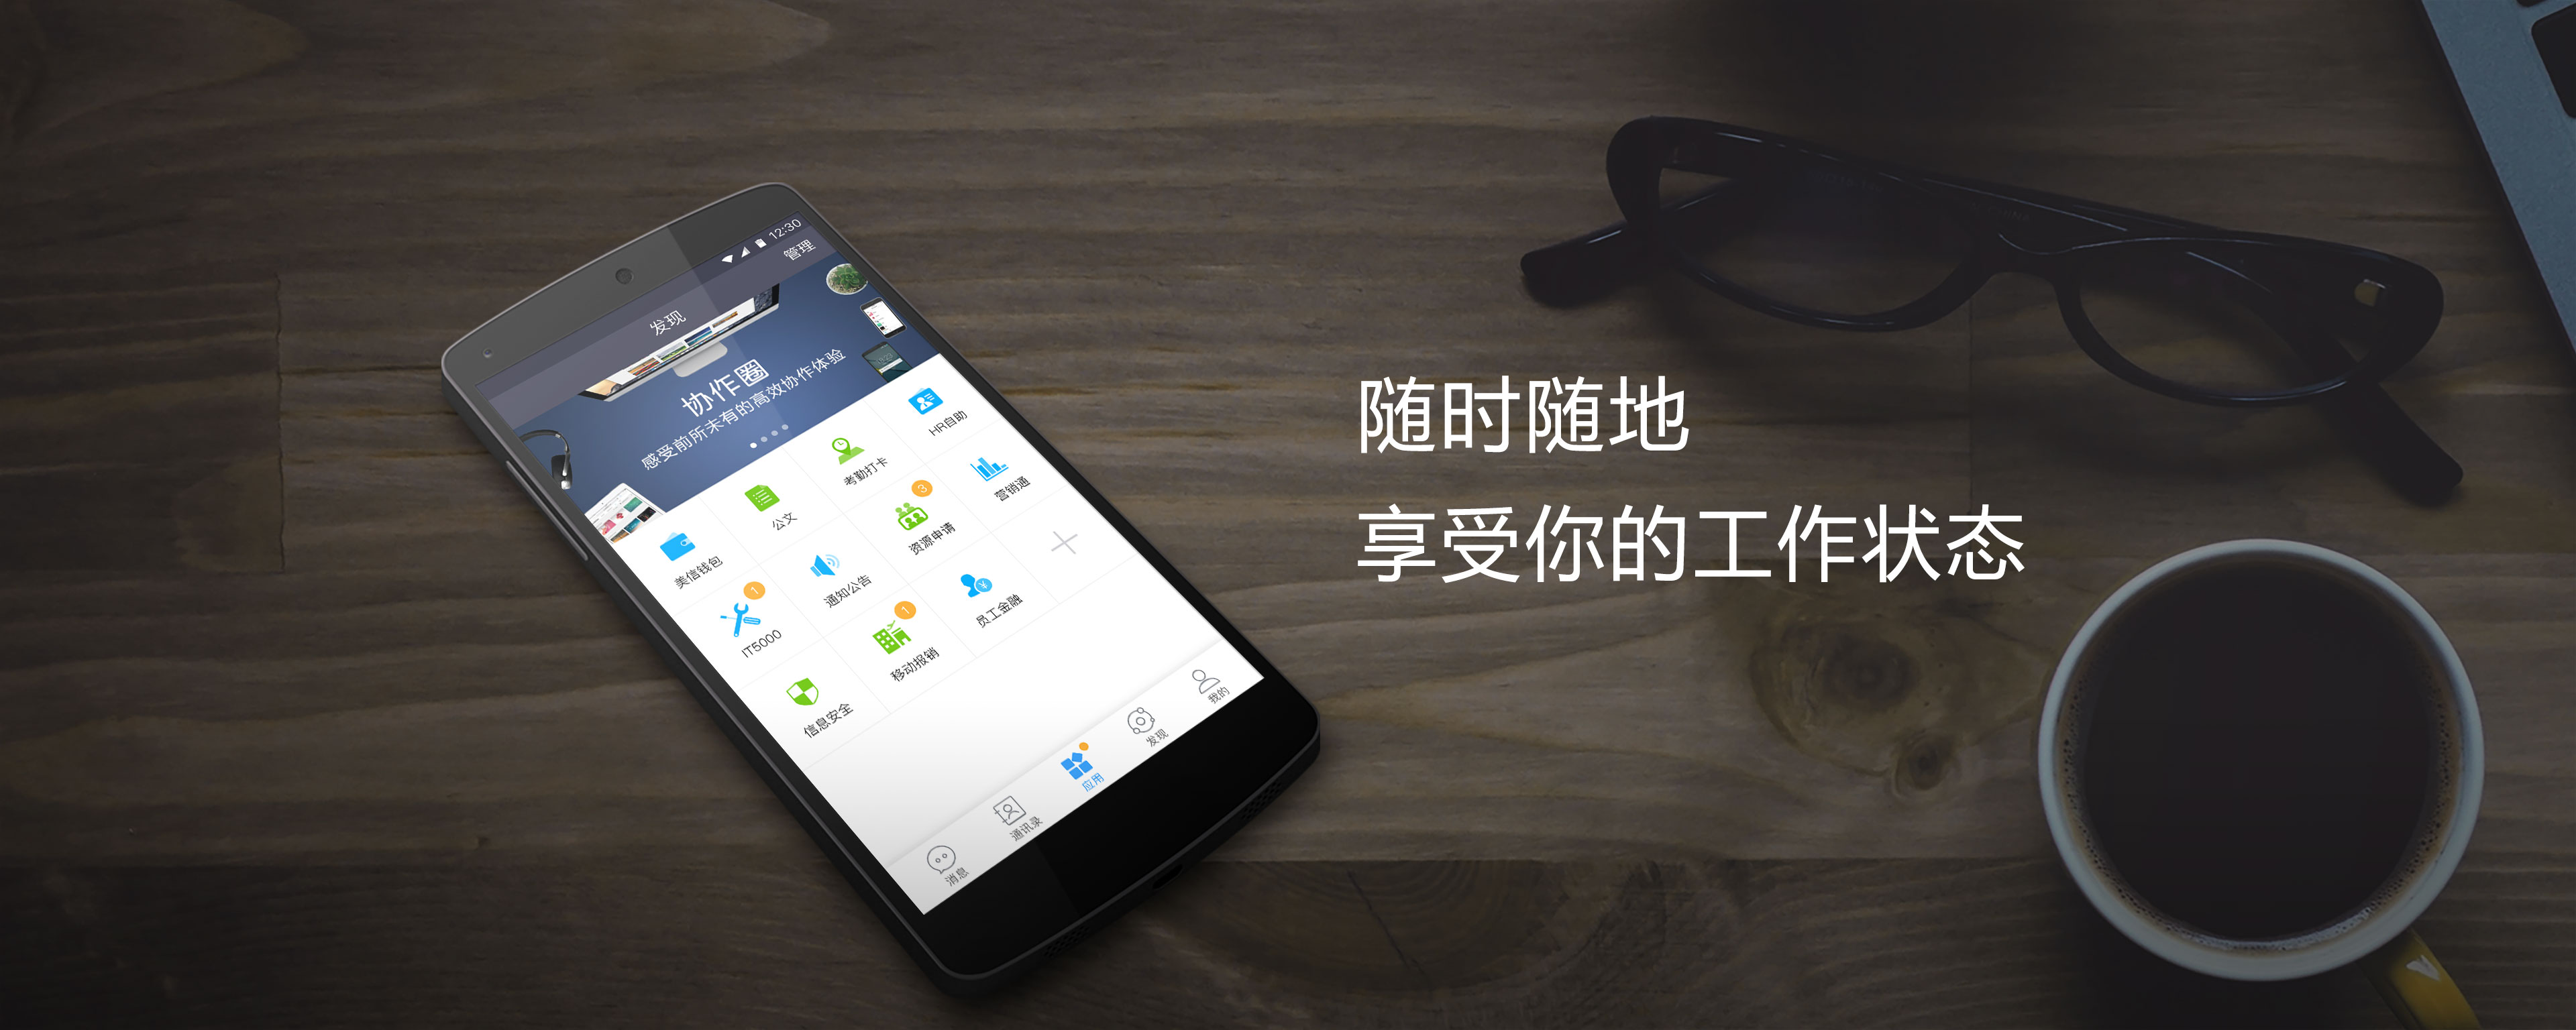 12:30
管理
发现
协作圈
感受前所未有的高效协作体验
美信钱包
公文
考勤打卡
HR自助
1
IT5000
通知公告
3
资源申请
营销通
信息安全
1
移动报销
员工金融
消息
通讯录
应用
发现
我的
随时随地
享受你的工作状态